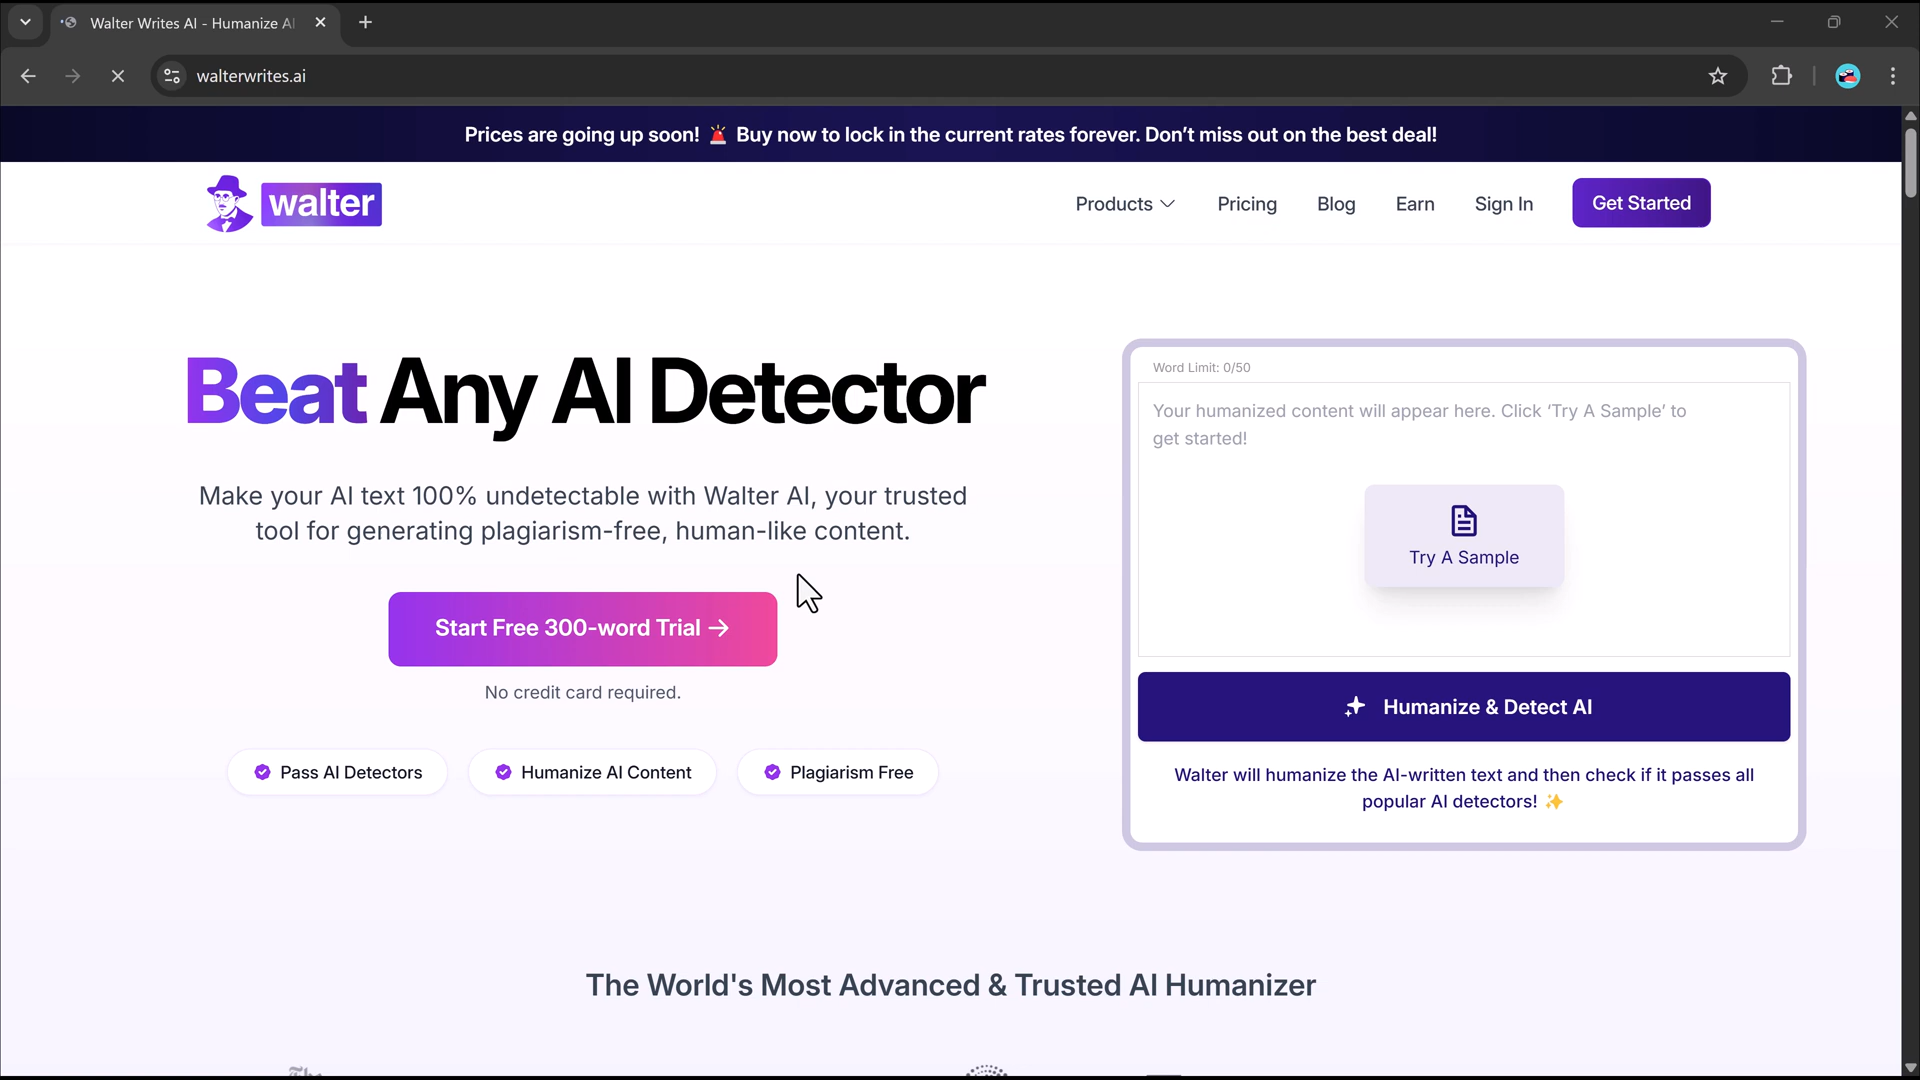 Walter Writes AI - Humanize AI
walterwrites.ai
Prices are going up soon! 🚨 Buy now to lock in the current rates forever. Don’t miss out on the best deal!
walter
Products
Pricing
Blog
Earn
Sign In
Get Started
Beat Any AI Detector
Make your AI text 100% undetectable with Walter AI, your trusted
tool for generating plagiarism-free, human-like content.
Start Free 300-word Trial →
No credit card required.
Pass AI Detectors
Humanize AI Content
Plagiarism Free
Word Limit: 0/50
Your humanized content will appear here. Click ‘Try A Sample’ to
get started!
Try A Sample
Humanize & Detect AI
Walter will humanize the AI-written text and then check if it passes all
popular AI detectors! ✨
The World's Most Advanced & Trusted AI Humanizer